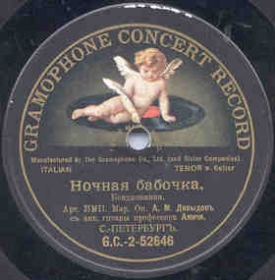 GRAMOPHONE CONCERT RECORD
Manufactured by The Gramophone Co., Ltd. (and Sister Companies).
ITALIAN TENOR w. Guitar
Ночная бабочка,
Арт. ИМП. Мар. Оп. А. М. Давыдовъ
съ акк. гитары профессора
С.-ПЕТЕРБУРГЪ.
G.C.-2-52646